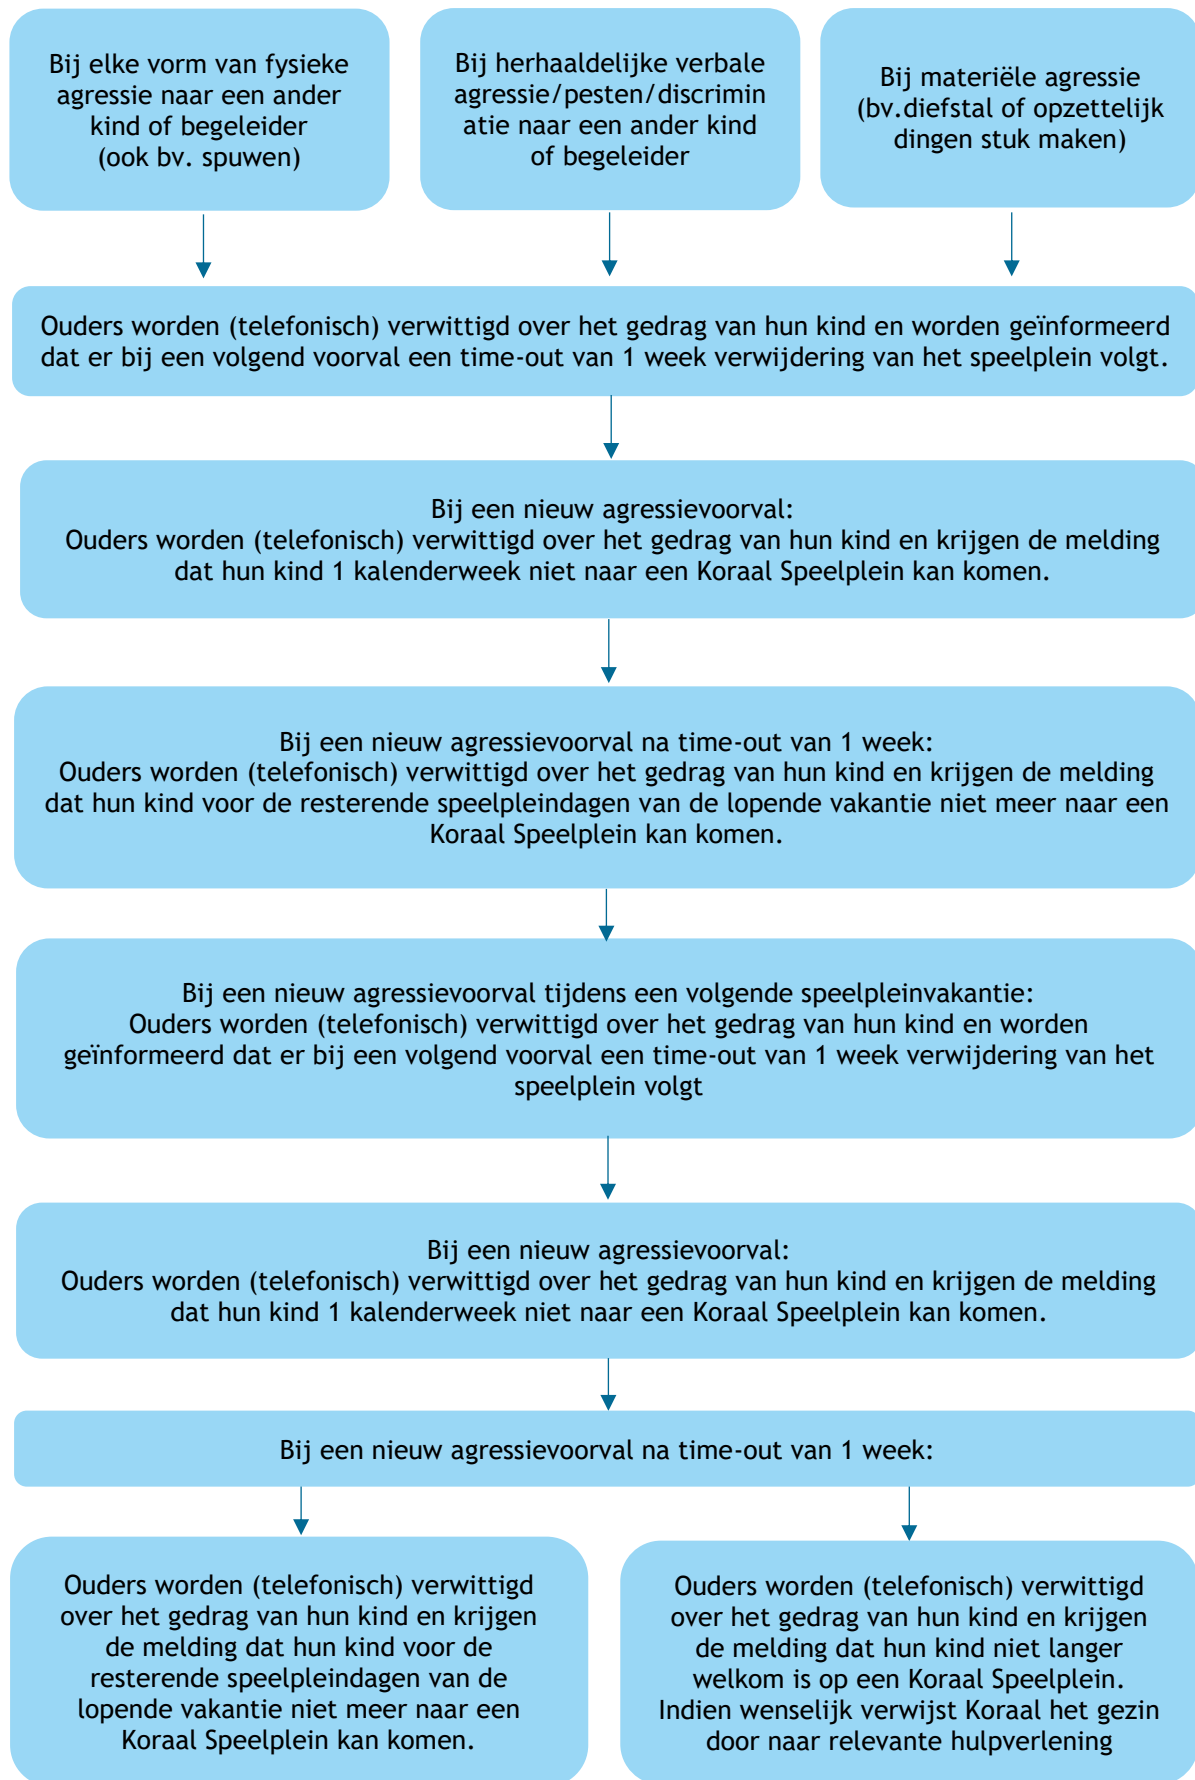 Bij elke vorm van fysieke
agressie naar een ander
kind of begeleider
(ook bv. spuwen)
Bij herhaaldelijke verbale
agressie/pesten/discrimin
atie naar een ander kind
of begeleider
Bij materiële agressie
(bv.diefstal of opzettelijk
dingen stuk maken)
Ouders worden (telefonisch) verwittigd over het gedrag van hun kind en worden geïnformeerd
dat er bij een volgend voorval een time-out van 1 week verwijdering van het speelplein volgt.
Bij een nieuw agressievoorval:
Ouders worden (telefonisch) verwittigd over het gedrag van hun kind en krijgen de melding
dat hun kind 1 kalenderweek niet naar een Koraal Speelplein kan komen.
Bij een nieuw agressievoorval na time-out van 1 week:
Ouders worden (telefonisch) verwittigd over het gedrag van hun kind en krijgen de melding
dat hun kind voor de resterende speelpleindagen van de lopende vakantie niet meer naar een
Koraal Speelplein kan komen.
Bij een nieuw agressievoorval tijdens een volgende speelpleinvakantie:
Ouders worden (telefonisch) verwittigd over het gedrag van hun kind en worden
geïnformeerd dat er bij een volgend voorval een time-out van 1 week verwijdering van het
speelplein volgt
Bij een nieuw agressievoorval:
Ouders worden (telefonisch) verwittigd over het gedrag van hun kind en krijgen de melding
dat hun kind 1 kalenderweek niet naar een Koraal Speelplein kan komen.
Bij een nieuw agressievoorval na time-out van 1 week:
Ouders worden (telefonisch) verwittigd
over het gedrag van hun kind en krijgen
de melding dat hun kind voor de
resterende speelpleindagen van de
lopende vakantie niet meer naar een
Koraal Speelplein kan komen.
Ouders worden (telefonisch) verwittigd
over het gedrag van hun kind en krijgen
de melding dat hun kind niet langer
welkom is op een Koraal Speelplein.
Indien wenselijk verwijst Koraal het gezin
door naar relevante hulpverlening